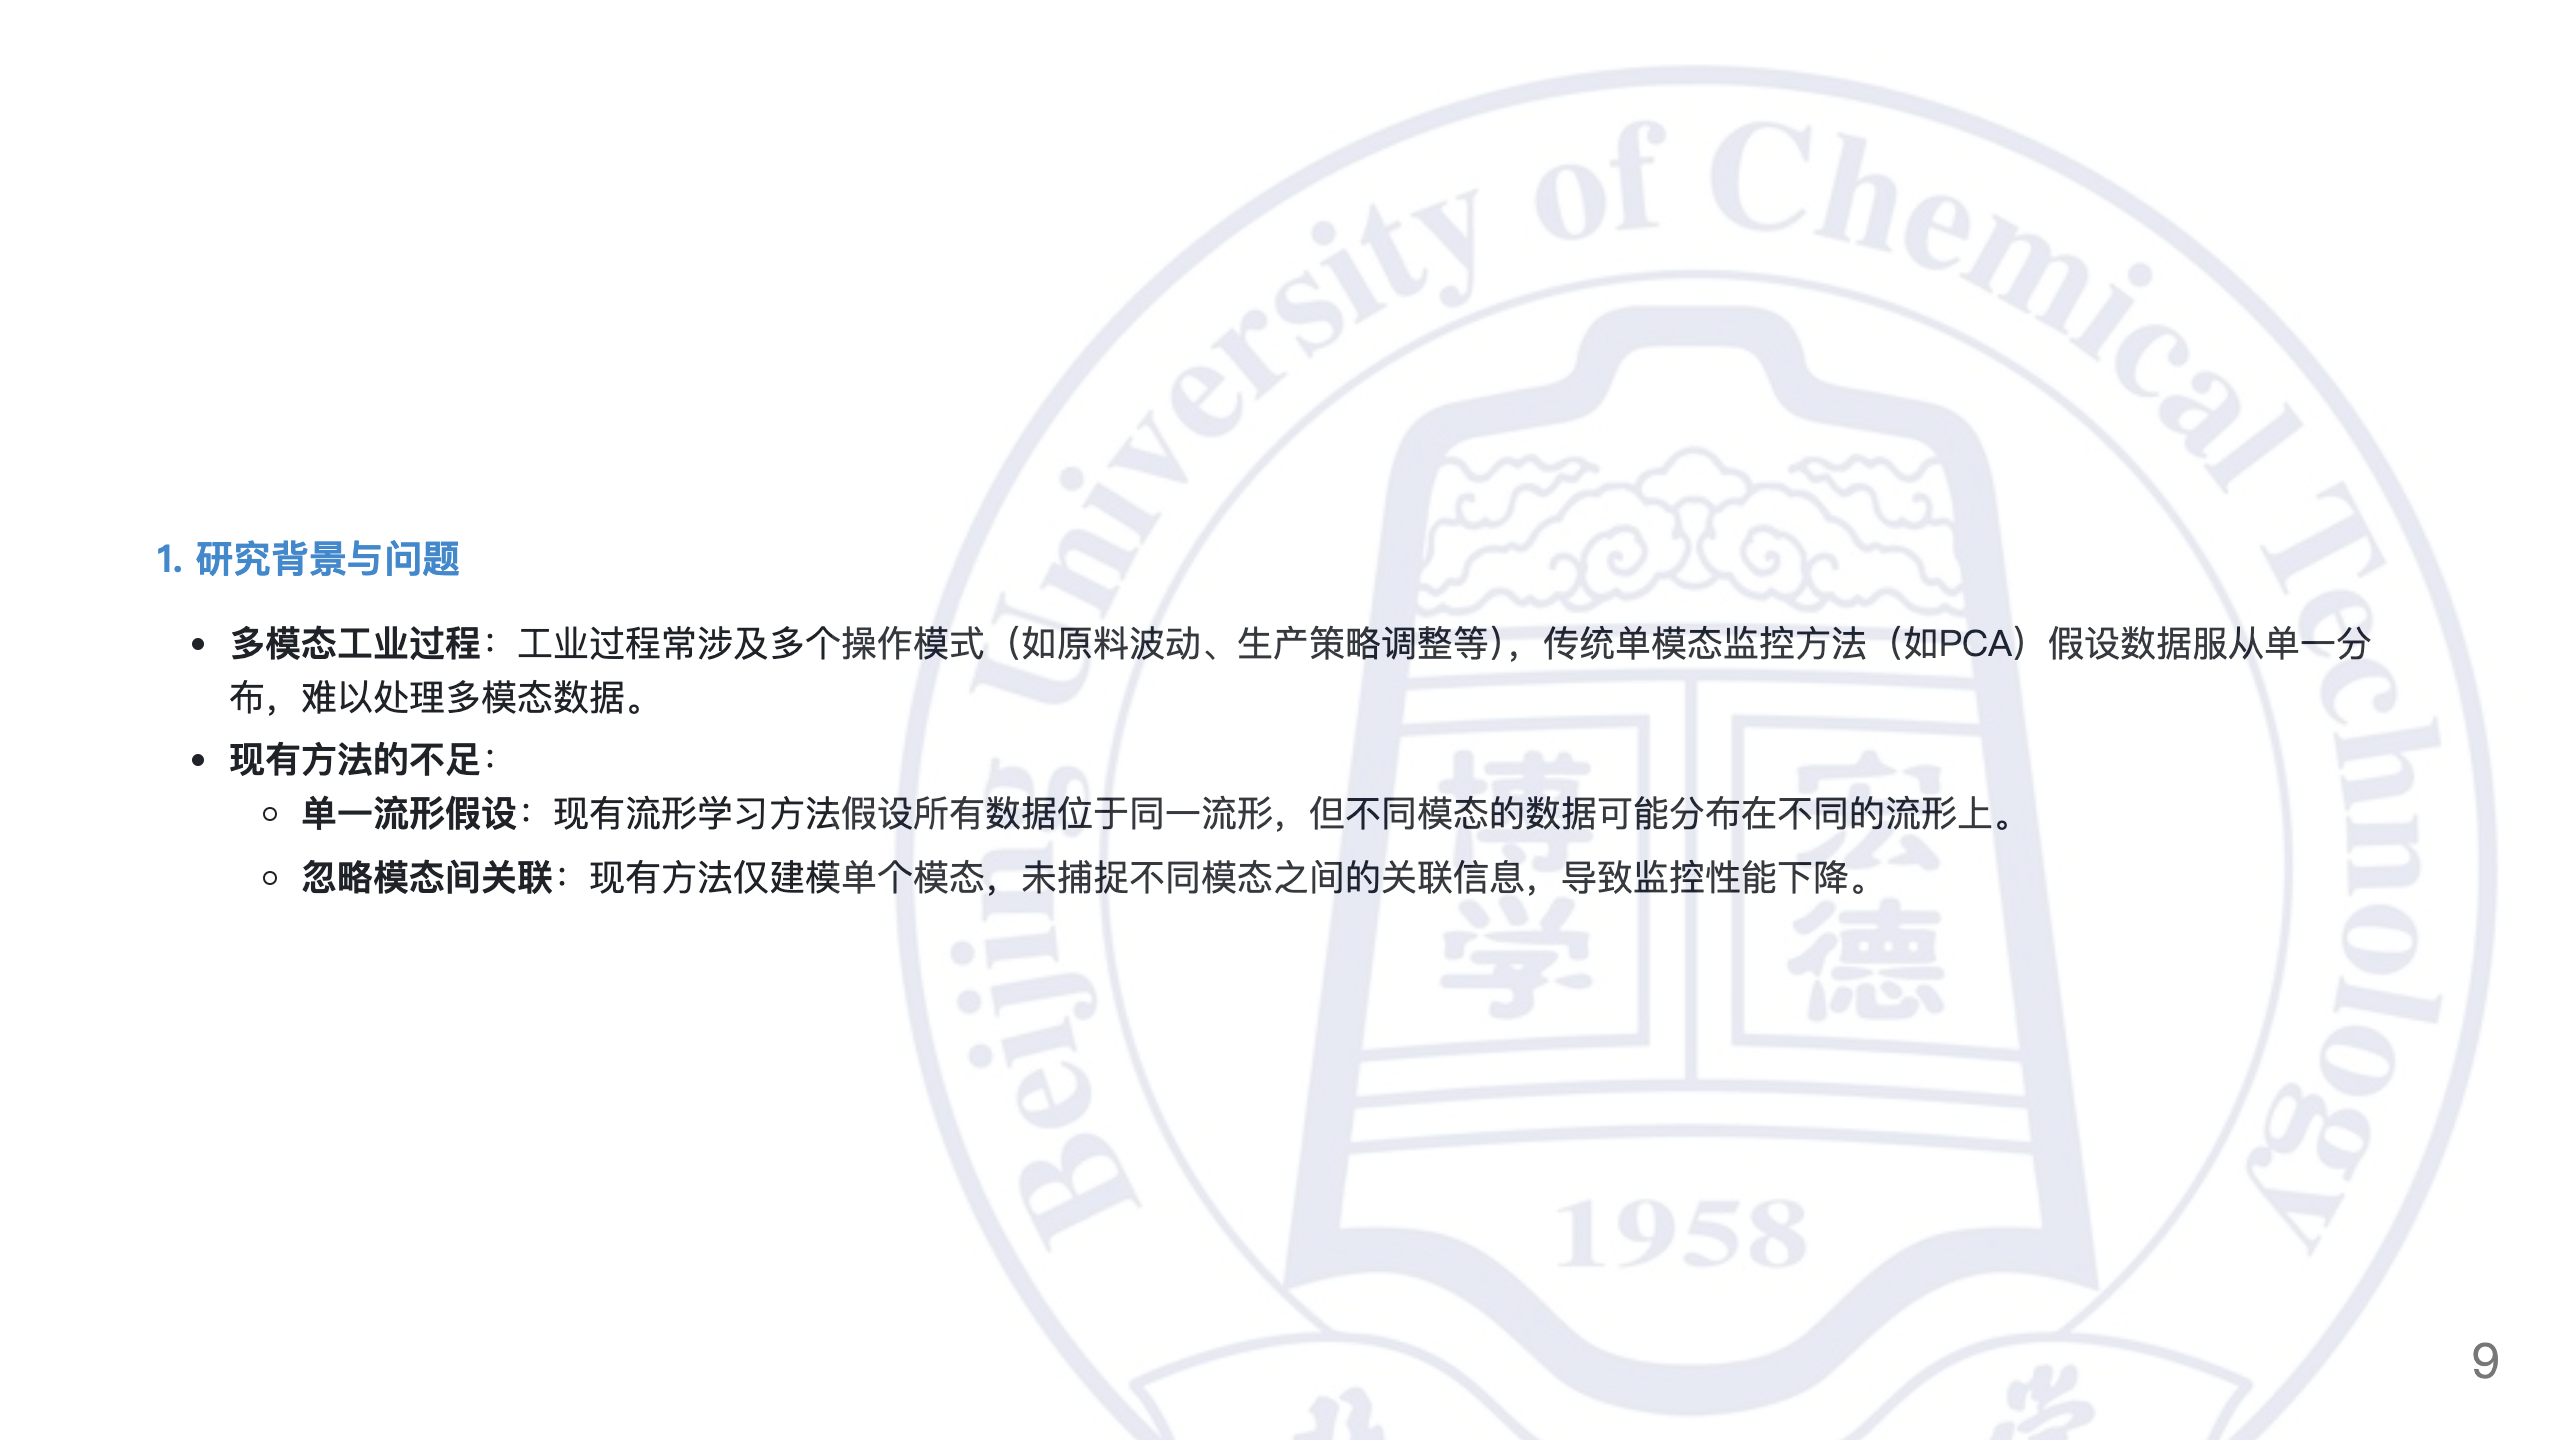 Beijing University of Chemical Technology
1. 研究背景与问题
多模态工业过程：工业过程常涉及多个操作模式（如原料波动、生产策略调整等），传统单模态监控方法（如PCA）假设数据服从单一分
布，难以处理多模态数据。
现有方法的不足：
单一流形假设：现有流形学习方法假设所有数据位于同一流形，但不同模态的数据可能分布在不同的流形上。
忽略模态间关联：现有方法仅建模单个模态，未捕捉不同模态之间的关联信息，导致监控性能下降。
宏德
博学
1958
9